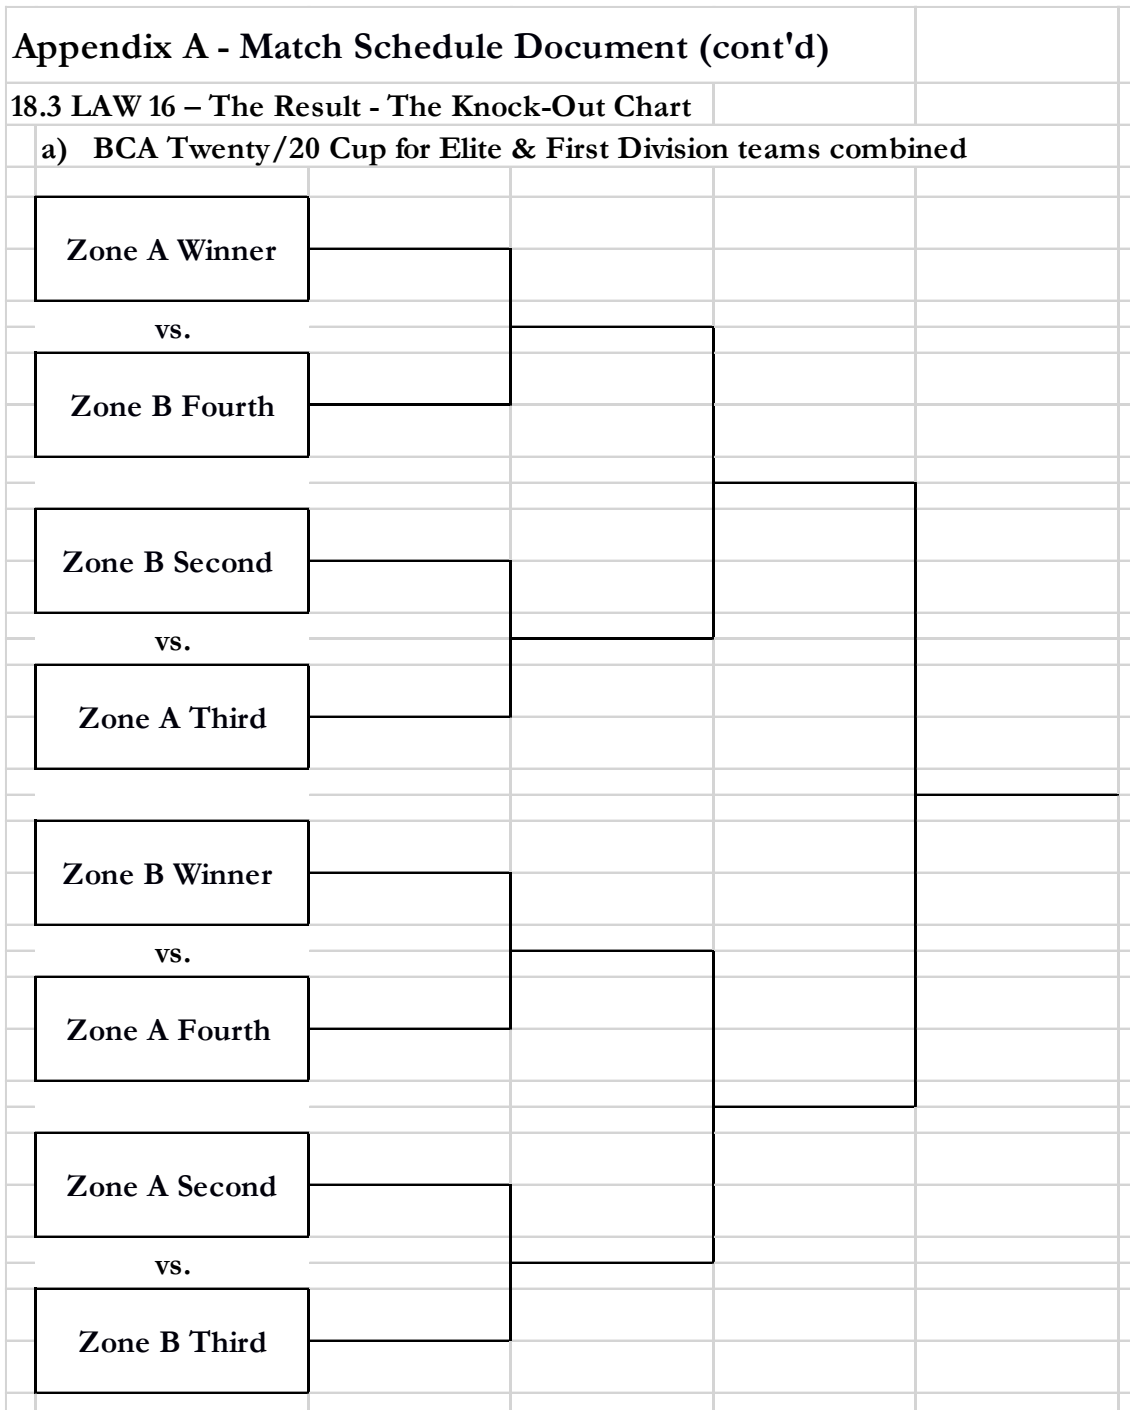 Appendix A - Match Schedule Document (cont'd)
18.3 LAW 16 – The Result - The Knock-Out Chart
a) BCA Twenty/20 Cup for Elite & First Division teams combined
Zone A Winner
vs.
Zone B Fourth
Zone B Second
vs.
Zone A Third
Zone B Winner
vs.
Zone A Fourth
Zone A Second
vs.
Zone B Third